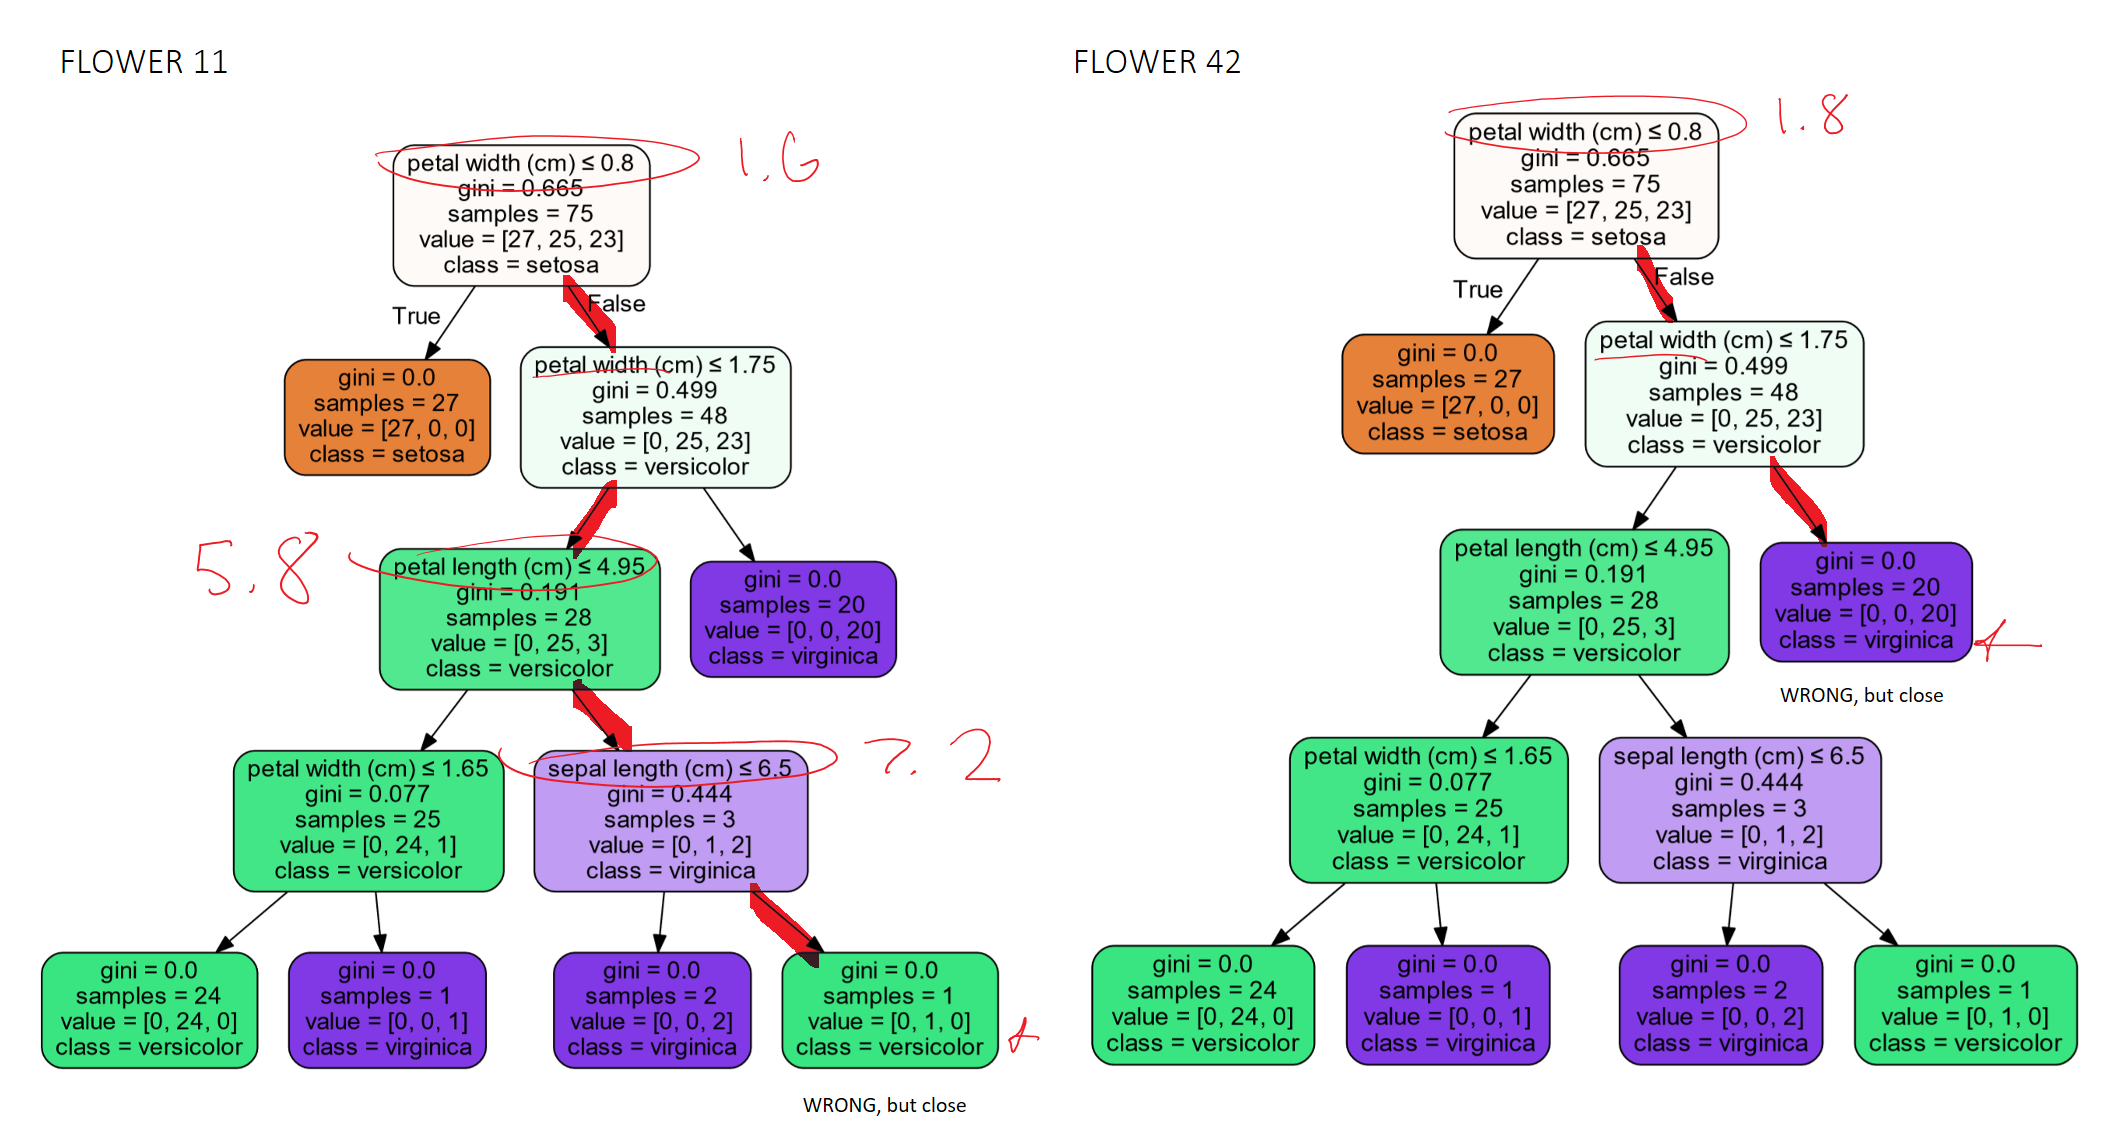 FLOWER 11
petal width (cm) ≤ 0.8
gini = 0.665
samples = 75
value = [27, 25, 23]
class = setosa
1.6
True
False
gini = 0.0
samples = 27
value = [27, 0, 0]
class = setosa
petal width (cm) ≤ 1.75
gini = 0.499
samples = 48
value = [0, 25, 23]
class = versicolor
5.8
petal length (cm) ≤ 4.95
gini = 0.191
samples = 28
value = [0, 25, 3]
class = versicolor
gini = 0.0
samples = 20
value = [0, 0, 20]
class = virginica
petal width (cm) ≤ 1.65
gini = 0.077
samples = 25
value = [0, 24, 1]
class = versicolor
sepal length (cm) ≤ 6.5
gini = 0.444
samples = 3
value = [0, 1, 2]
class = virginica
7.2
gini = 0.0
samples = 24
value = [0, 24, 0]
class = versicolor
gini = 0.0
samples = 1
value = [0, 0, 1]
class = virginica
gini = 0.0
samples = 2
value = [0, 0, 2]
class = virginica
gini = 0.0
samples = 1
value = [0, 1, 0]
class = versicolor
WRONG, but close
FLOWER 42
petal width (cm) ≤ 0.8
gini = 0.665
samples = 75
value = [27, 25, 23]
class = setosa
1.8
True
False
gini = 0.0
samples = 27
value = [27, 0, 0]
class = setosa
petal width (cm) ≤ 1.75
gini = 0.499
samples = 48
value = [0, 25, 23]
class = versicolor
petal length (cm) ≤ 4.95
gini = 0.191
samples = 28
value = [0, 25, 3]
class = versicolor
gini = 0.0
samples = 20
value = [0, 0, 20]
class = virginica
WRONG, but close
petal width (cm) ≤ 1.65
gini = 0.077
samples = 25
value = [0, 24, 1]
class = versicolor
sepal length (cm) ≤ 6.5
gini = 0.444
samples = 3
value = [0, 1, 2]
class = virginica
gini = 0.0
samples = 24
value = [0, 24, 0]
class = versicolor
gini = 0.0
samples = 1
value = [0, 0, 1]
class = virginica
gini = 0.0
samples = 2
value = [0, 0, 2]
class = virginica
gini = 0.0
samples = 1
value = [0, 1, 0]
class = versicolor